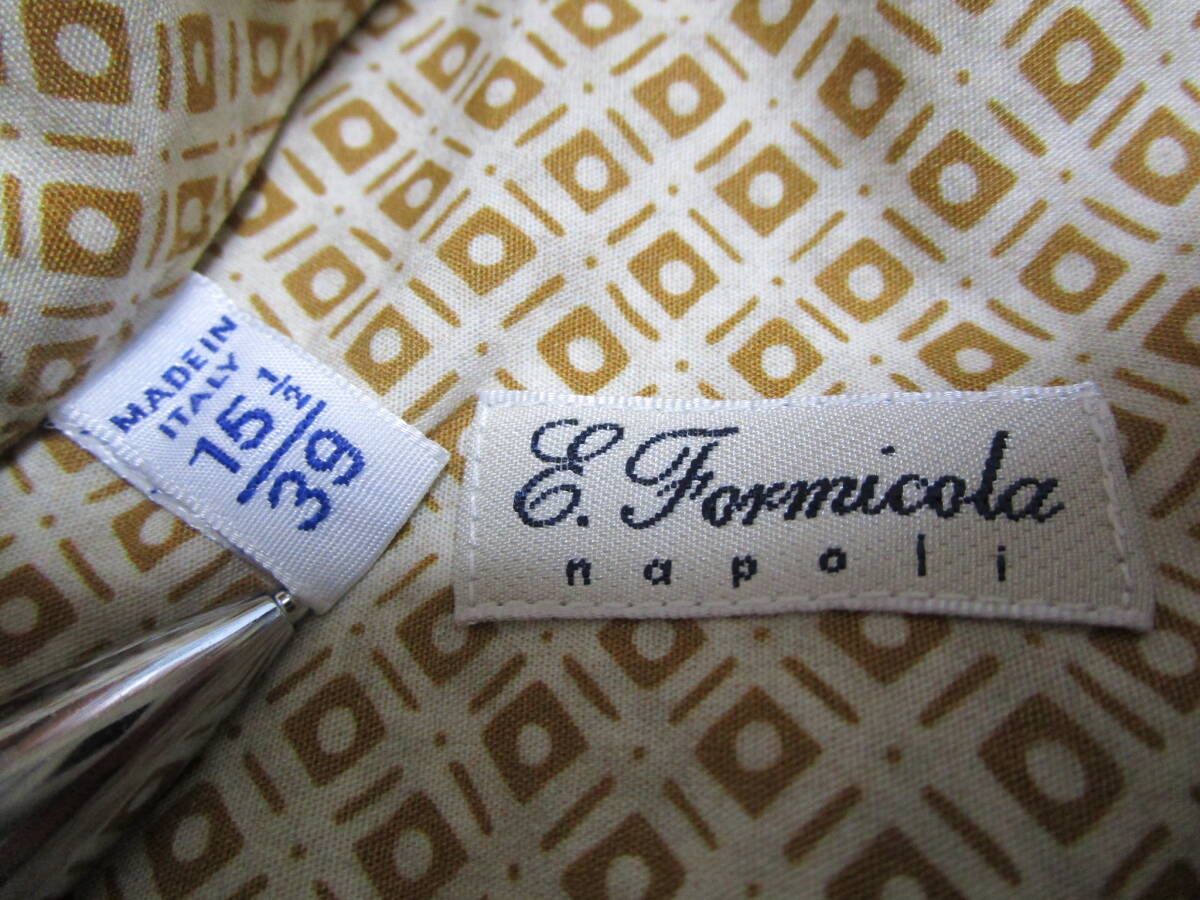 MADE IN
ITALY
15 1/2
39
E. Formicola
napoli